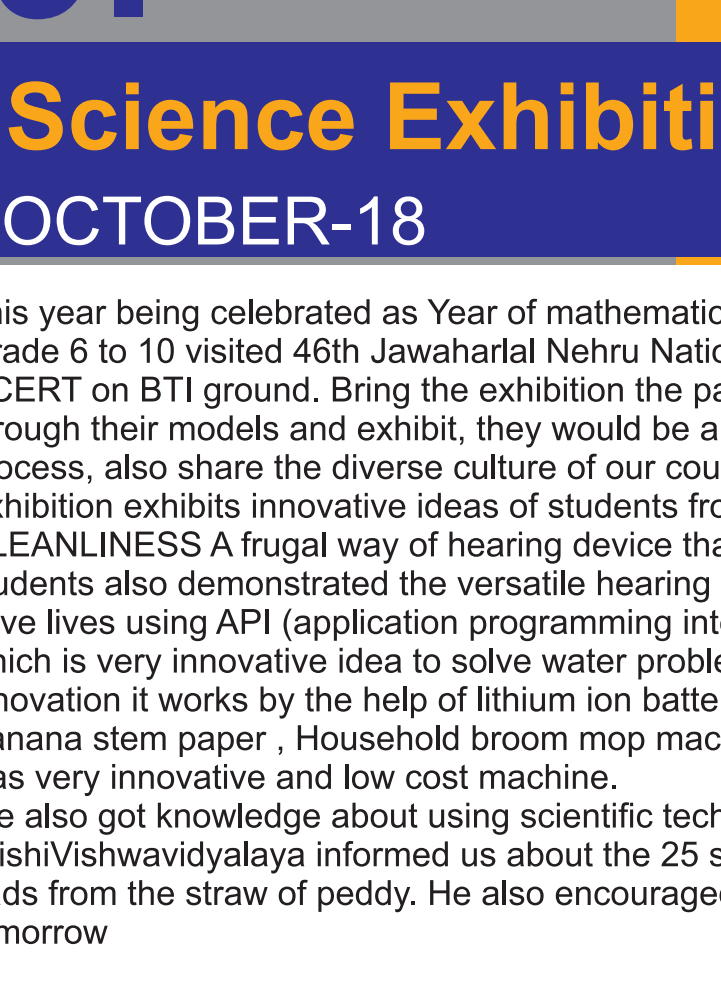 Science Exhibiti
OCTOBER-18
his year being celebrated as Year of mathematic
rade 6 to 10 visited 46th Jawaharlal Nehru Natio
CERT on BTI ground. Bring the exhibition the pa
rough their models and exhibit, they would be a
ocess, also share the diverse culture of our cou
xhibition exhibits innovative ideas of students fro
LEANLINESS A frugal way of hearing device tha
udents also demonstrated the versatile hearing
ve lives using API (application programming inte
hich is very innovative idea to solve water proble
novation it works by the help of lithium ion batte
anana stem paper , Household broom mop mac
as very innovative and low cost machine.
e also got knowledge about using scientific tech
ishiVishwavidyalaya informed us about the 25 s
ds from the straw of peddy. He also encourage
morrow